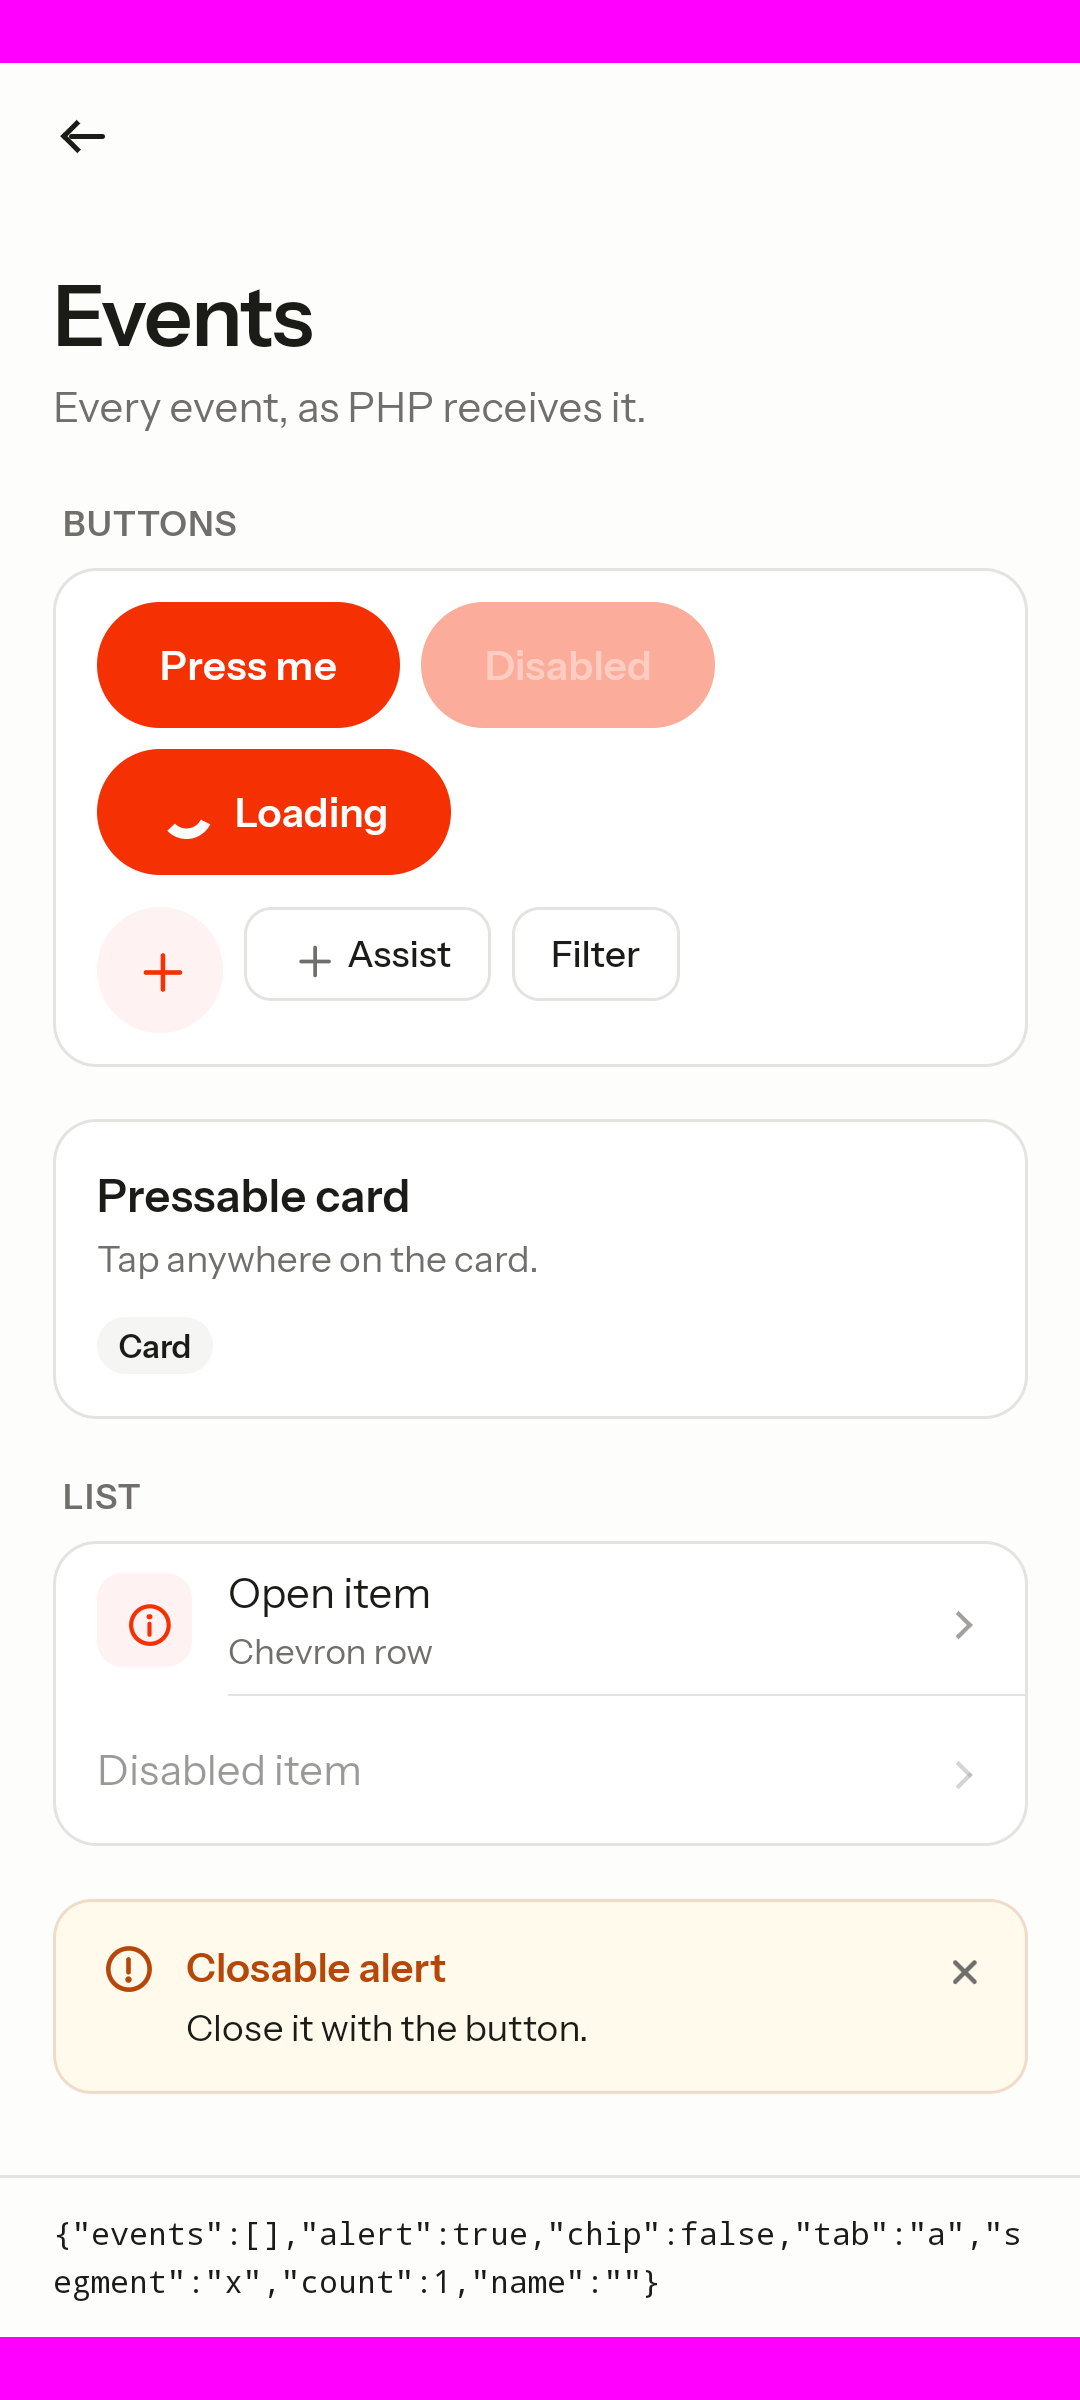 Events
Every event, as PHP receives it.
BUTTONS
Press me
Disabled
Loading
Assist
Filter
Pressable card
Tap anywhere on the card.
Card
LIST
Open item
Chevron row
Disabled item
Closable alert
Close it with the button.
{"events":[],"alert":true,"chip":false,"tab":"a","s
egment":"x","count":1,"name":""}